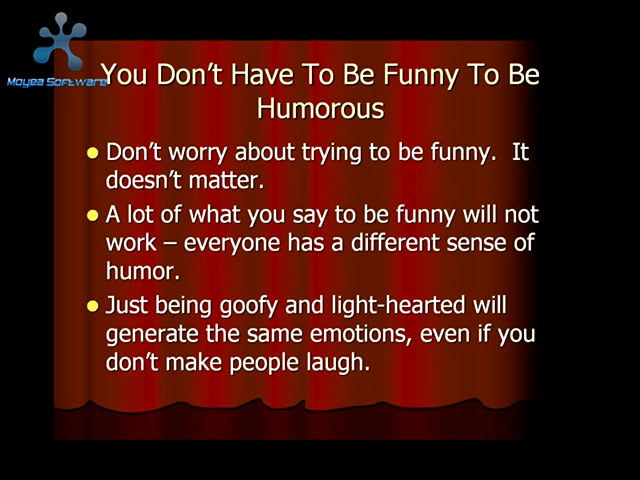 Moyea Software
You Don't Have To Be Funny To Be
Humorous
Don't worry about trying to be funny. It
doesn't matter.
A lot of what you say to be funny will not
work – everyone has a different sense of
humor.
Just being goofy and light-hearted will
generate the same emotions, even if you
don't make people laugh.